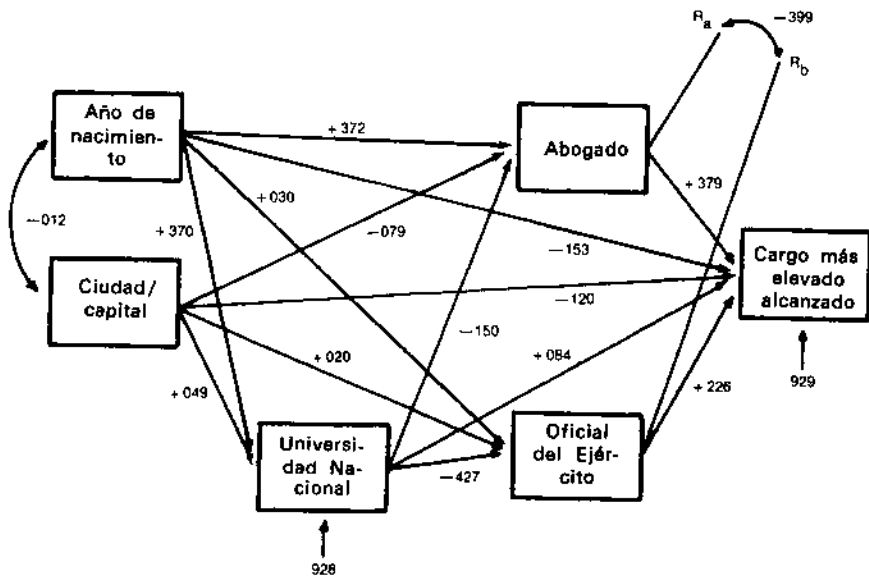 R_a
—399
R_b
Año de
nacimien-
to
+372
Abogado
+030
+379
—012
+370
—079
—153
Cargo más
elevado
alcanzado
Ciudad/
capital
—120
—150
+020
+084
+049
+226
929
Universi-
dad Na-
cional
Oficial
del Ejér-
cito
—427
928